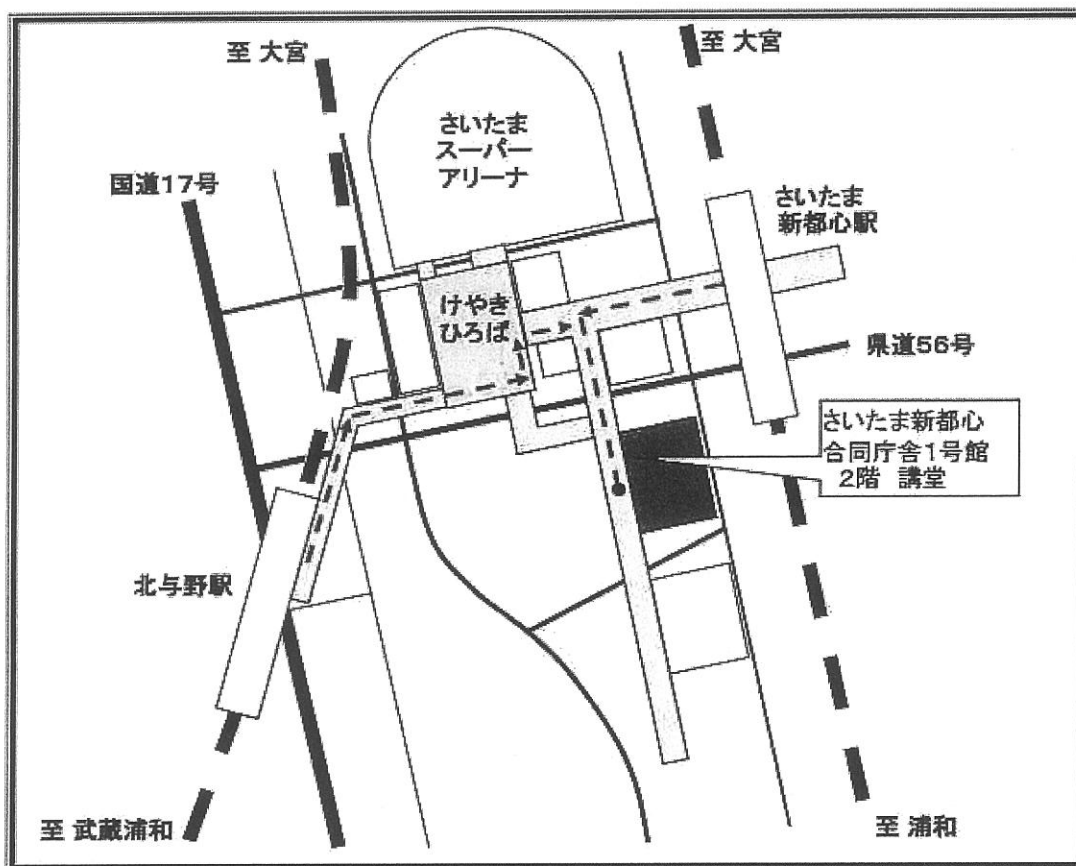 至 大宮
至 大宮
さいたま
スーパー
アリーナ
国道17号
さいたま
新都心駅
けやき
ひろば
県道56号
さいたま新都心
合同庁舎1号館
2階 講堂
北与野駅
至 武蔵浦和
至 浦和